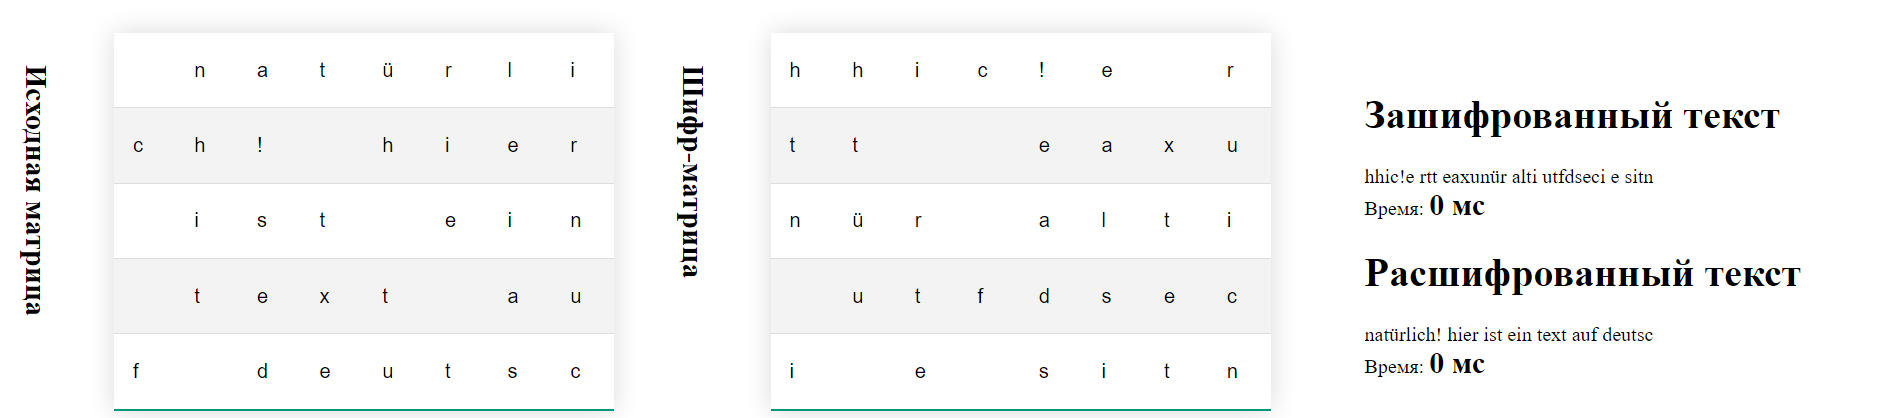 Исходная матрица
n a t ü r l i
c h ! h i e r
i s t e i n
t e x t a u
f d e u t s c
Шифр-матрица
h h i c ! e r
t t e a x u
n ü r a l t i
u t f d s e c
i e s i t n
Зашифрованный текст
hhic!e rtt eaxunür alti utfdseci e sitn
Время: 0 мс
Расшифрованный текст
natürlich! hier ist ein text auf deutsc
Время: 0 мс